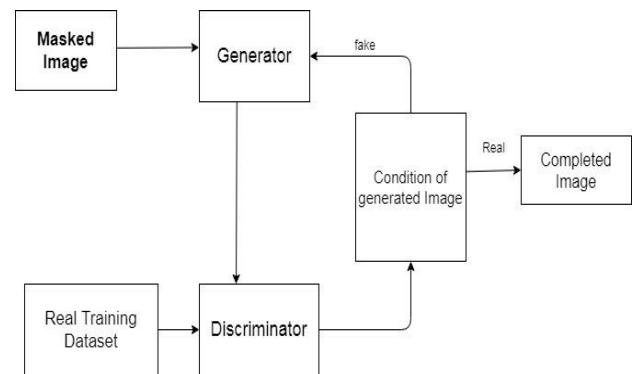 Masked
Image
Generator
fake
Condition of
generated Image
Real
Completed
Image
Real Training
Dataset
Discriminator